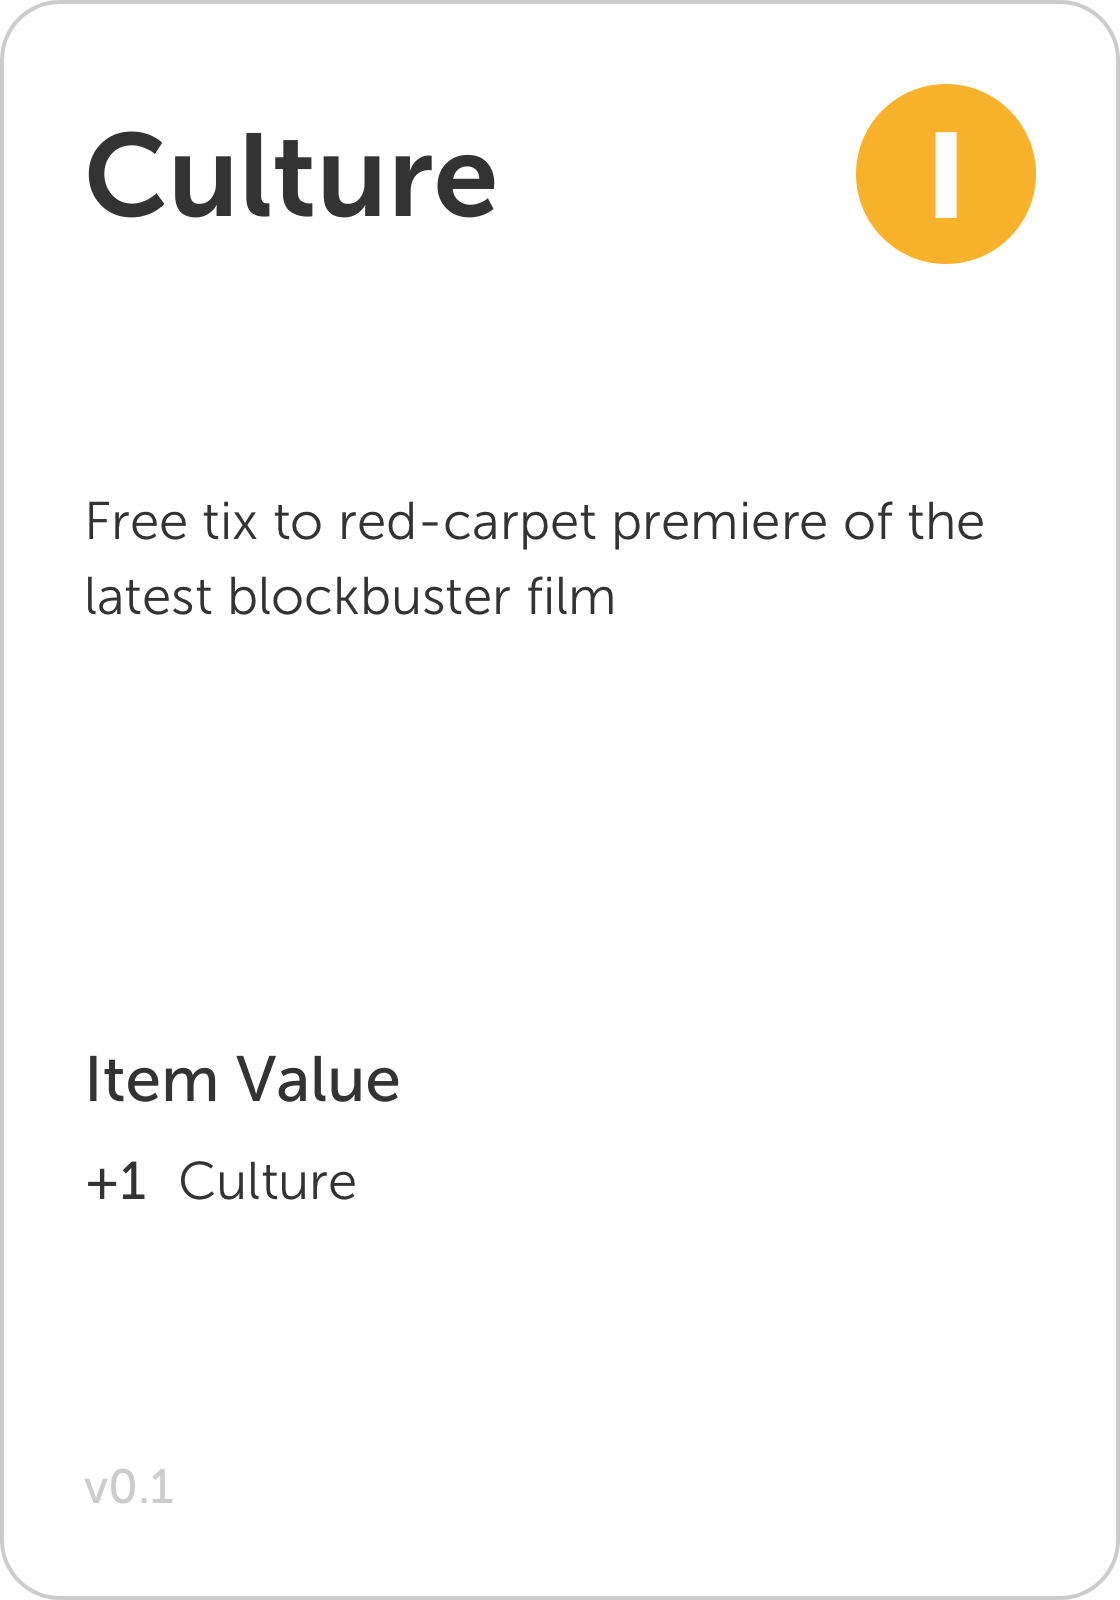 Culture
I
Free tix to red-carpet premiere of the
latest blockbuster film
Item Value
+1 Culture
v0.1